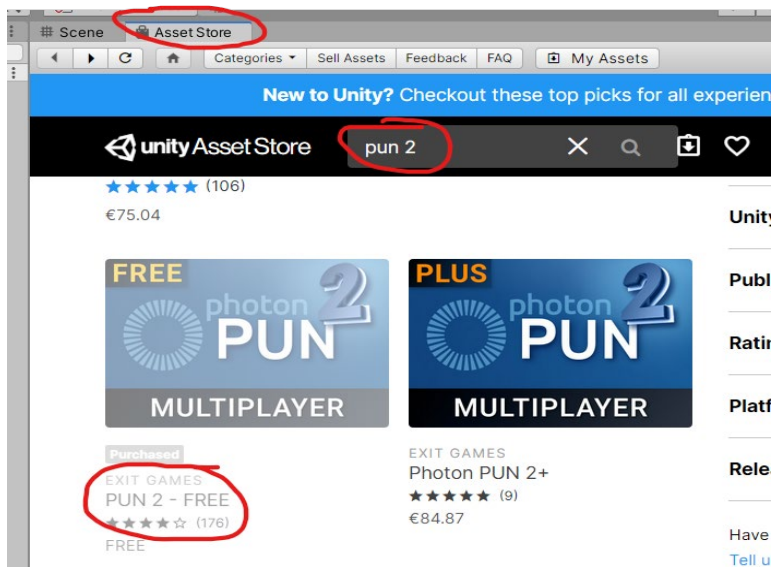 Scene
Asset Store
Categories
Sell Assets
Feedback
FAQ
My Assets
New to Unity? Checkout these top picks for all experien
unity Asset Store
pun 2
(106)
€75.04
FREE
photon 2
PUN
MULTIPLAYER
Purchased
EXIT GAMES
PUN 2 - FREE
(176)
FREE
PLUS
photon 2
PUN
MULTIPLAYER
EXIT GAMES
Photon PUN 2+
(9)
€84.87
Unity
Publ
Ratin
Platf
Relea
Have
Tell u